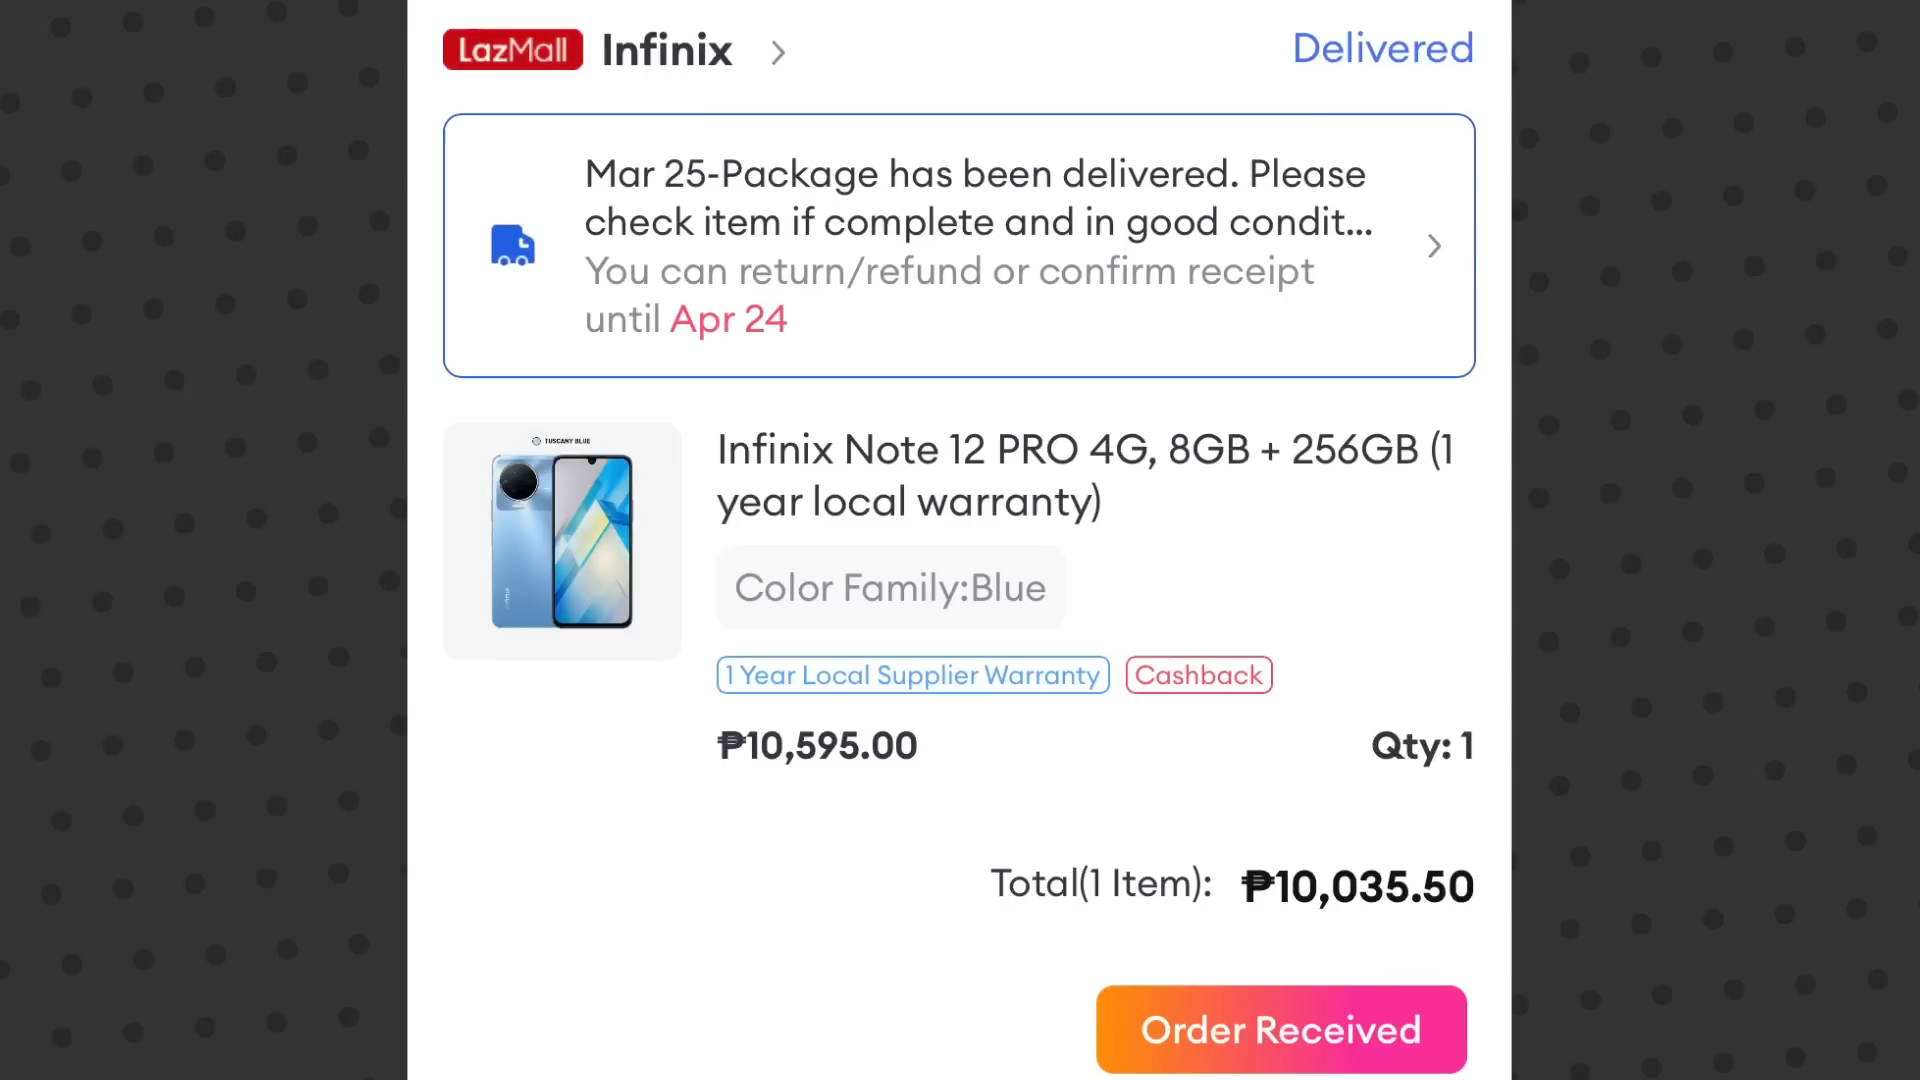 LazMall Infinix
Delivered
Mar 25-Package has been delivered. Please
check item if complete and in good condit...
You can return/refund or confirm receipt
until Apr 24
TUSCANY BLUE
Infinix
Infinix Note 12 PRO 4G, 8GB + 256GB (1
year local warranty)
Color Family:Blue
1 Year Local Supplier Warranty
Cashback
₱10,595.00
Qty: 1
Total(1 Item): ₱10,035.50
Order Received